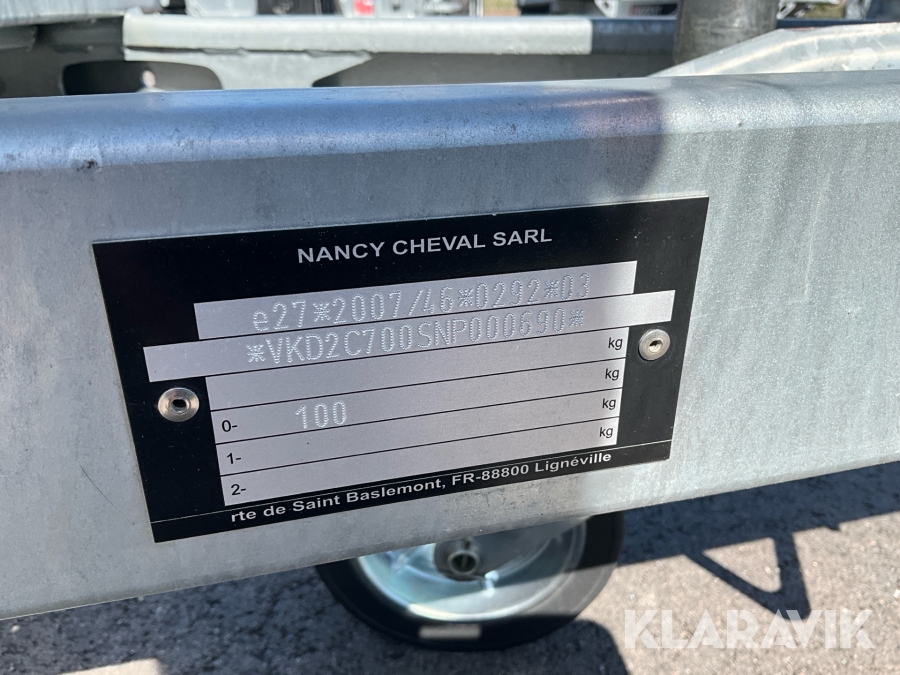 NANCY CHEVAL SARL
e27*2007/46*0292*03
*VKD2C700SNP000690*
kg
0- 100 kg
1- kg
2- kg
rte de Saint Baslemont, FR-88800 Lignéville
KLARAVIK